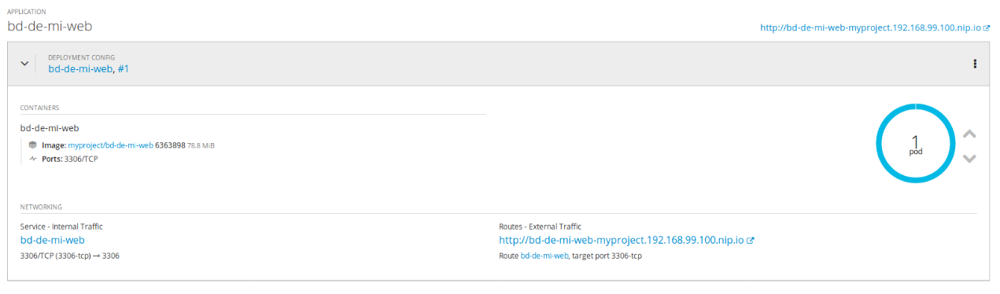 APPLICATION
bd-de-mi-web
http://bd-de-mi-web-myproject.192.168.99.100.nip.io
DEPLOYMENT CONFIG
bd-de-mi-web, #1
CONTAINERS
bd-de-mi-web
Image: myproject/bd-de-mi-web 6363898 78.8 MiB
Ports: 3306/TCP
1
pod
NETWORKING
Service - Internal Traffic
bd-de-mi-web
3306/TCP (3306-tcp) → 3306
Routes - External Traffic
http://bd-de-mi-web-myproject.192.168.99.100.nip.io
Route bd-de-mi-web, target port 3306-tcp